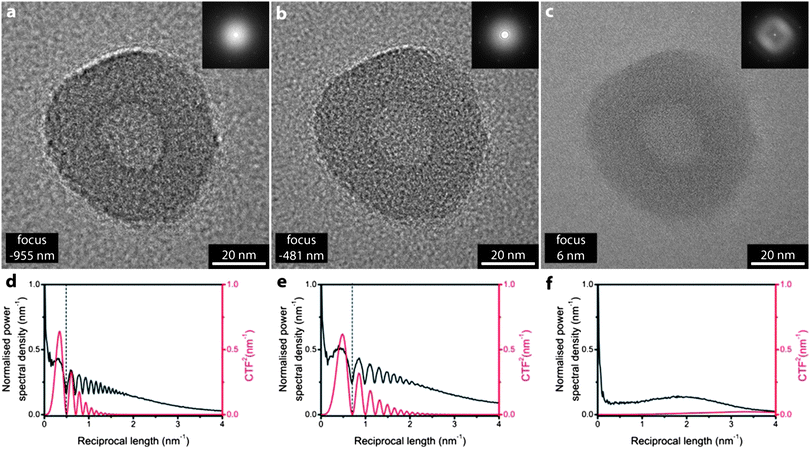 a
focus
-955 nm
20 nm
b
focus
-481 nm
20 nm
c
focus
6 nm
20 nm
d
Normalised power
spectral density (nm⁻¹)
1.0
0.5
0.0
0
1
2
3
4
Reciprocal length (nm⁻¹)
1.0
0.5
0.0
CTF²(nm⁻¹)
e
Normalised power
spectral density (nm⁻¹)
1.0
0.5
0.0
0
1
2
3
4
Reciprocal length (nm⁻¹)
1.0
0.5
0.0
CTF²(nm⁻¹)
f
Normalised power
spectral density (nm⁻¹)
1.0
0.5
0.0
0
1
2
3
4
Reciprocal length (nm⁻¹)
1.0
0.5
0.0
CTF²(nm⁻¹)